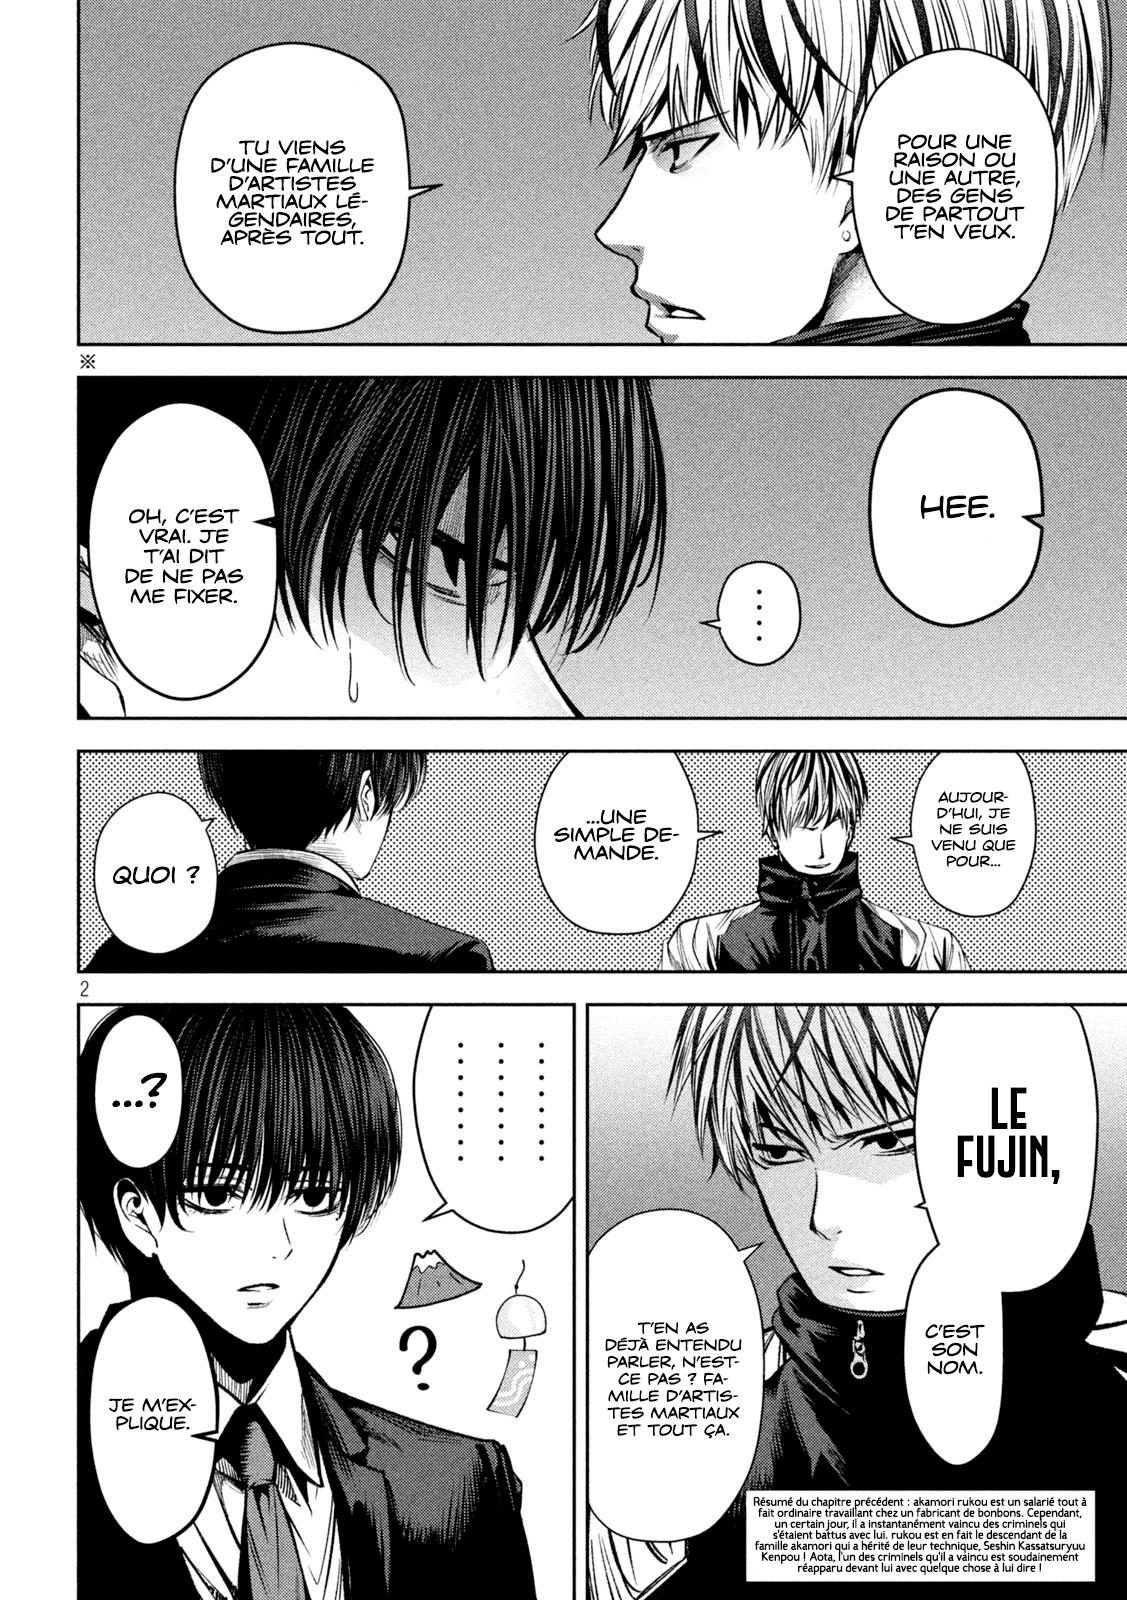 POUR UNE
RAISON OU
UNE AUTRE,
DES GENS
DE PARTOUT
T'EN VEUX.
TU VIENS
D'UNE FAMILLE
D'ARTISTES
MARTIAUX LÉ-
GENDAIRES,
APRÈS TOUT.
※
HEE.
....
OH, C'EST
VRAI. JE
T'AI DIT
DE NE PAS
ME FIXER.
AUJOUR-
D'HUI, JE
NE SUIS
VENU QUE
POUR...
...UNE
SIMPLE DE-
MANDE.
QUOI ?
2
LE
FUJIN,
C'EST
SON
NOM.
T'EN AS
DÉJÀ ENTENDU
PARLER, N'EST-
CE PAS ? FA-
MILLE D'ARTIS-
TES MARTIAUX
ET TOUT ÇA.
...?
?
JE M'EX-
PLIQUE.
Résumé du chapitre précédent : akamori rukou est un salarié tout à
fait ordinaire travaillant chez un fabricant de bonbons. Cependant,
un certain jour, il a instantanément vaincu des criminels qui
s'étaient battus avec lui. rukou est en fait le descendant de la
famille akamori qui a hérité de leur technique, Seshin Kassatsuryuu
Kenpou ! Aota, l'un des criminels qu'il a vaincu est soudainement
réapparu devant lui avec quelque chose à lui dire !